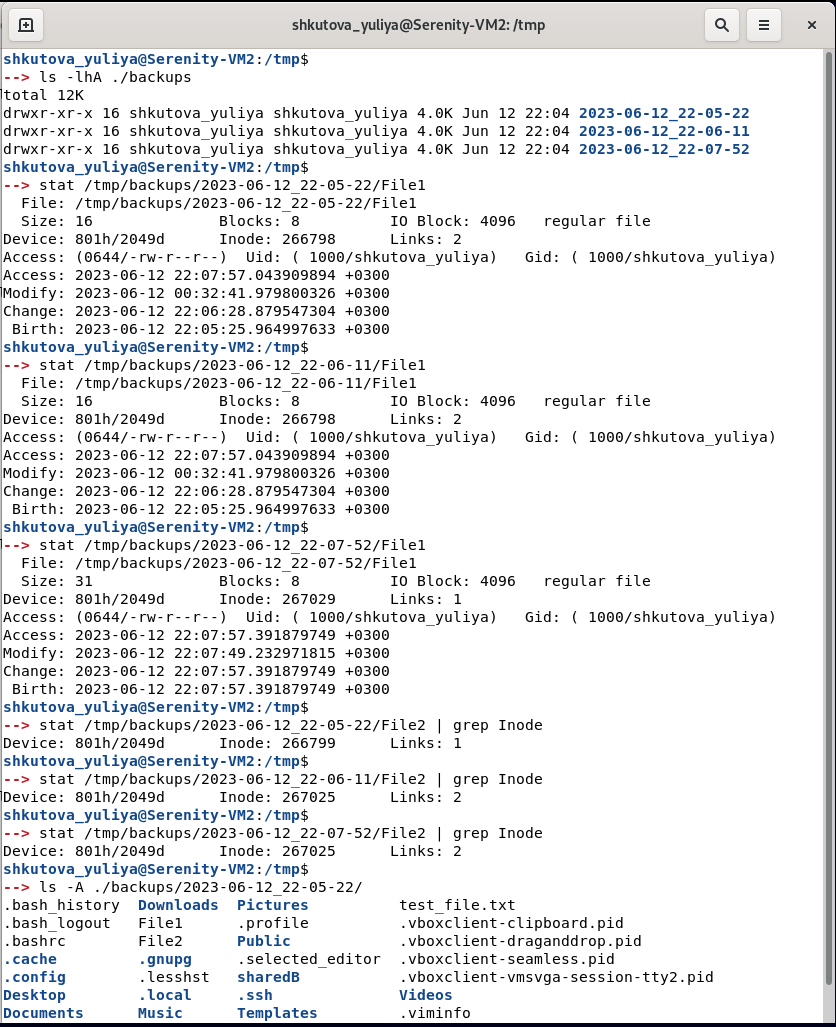 shkutova_yuliya@Serenity-VM2: /tmp
shkutova_yuliya@Serenity-VM2:/tmp$
--> ls -lhA ./backups
total 12K
drwxr-xr-x 16 shkutova_yuliya shkutova_yuliya 4.0K Jun 12 22:04 2023-06-12_22-05-22
drwxr-xr-x 16 shkutova_yuliya shkutova_yuliya 4.0K Jun 12 22:04 2023-06-12_22-06-11
drwxr-xr-x 16 shkutova_yuliya shkutova_yuliya 4.0K Jun 12 22:04 2023-06-12_22-07-52
shkutova_yuliya@Serenity-VM2:/tmp$
--> stat /tmp/backups/2023-06-12_22-05-22/File1
  File: /tmp/backups/2023-06-12_22-05-22/File1
  Size: 16              Blocks: 8          IO Block: 4096   regular file
Device: 801h/2049d      Inode: 266798      Links: 2
Access: (0644/-rw-r--r--)  Uid: ( 1000/shkutova_yuliya)   Gid: ( 1000/shkutova_yuliya)
Access: 2023-06-12 22:07:57.043909894 +0300
Modify: 2023-06-12 00:32:41.979800326 +0300
Change: 2023-06-12 22:06:28.879547304 +0300
 Birth: 2023-06-12 22:05:25.964997633 +0300
shkutova_yuliya@Serenity-VM2:/tmp$
--> stat /tmp/backups/2023-06-12_22-06-11/File1
  File: /tmp/backups/2023-06-12_22-06-11/File1
  Size: 16              Blocks: 8          IO Block: 4096   regular file
Device: 801h/2049d      Inode: 266798      Links: 2
Access: (0644/-rw-r--r--)  Uid: ( 1000/shkutova_yuliya)   Gid: ( 1000/shkutova_yuliya)
Access: 2023-06-12 22:07:57.043909894 +0300
Modify: 2023-06-12 00:32:41.979800326 +0300
Change: 2023-06-12 22:06:28.879547304 +0300
 Birth: 2023-06-12 22:05:25.964997633 +0300
shkutova_yuliya@Serenity-VM2:/tmp$
--> stat /tmp/backups/2023-06-12_22-07-52/File1
  File: /tmp/backups/2023-06-12_22-07-52/File1
  Size: 31              Blocks: 8          IO Block: 4096   regular file
Device: 801h/2049d      Inode: 267029      Links: 1
Access: (0644/-rw-r--r--)  Uid: ( 1000/shkutova_yuliya)   Gid: ( 1000/shkutova_yuliya)
Access: 2023-06-12 22:07:57.391879749 +0300
Modify: 2023-06-12 22:07:49.232971815 +0300
Change: 2023-06-12 22:07:57.391879749 +0300
 Birth: 2023-06-12 22:07:57.391879749 +0300
shkutova_yuliya@Serenity-VM2:/tmp$
--> stat /tmp/backups/2023-06-12_22-05-22/File2 | grep Inode
Device: 801h/2049d      Inode: 266799      Links: 1
shkutova_yuliya@Serenity-VM2:/tmp$
--> stat /tmp/backups/2023-06-12_22-06-11/File2 | grep Inode
Device: 801h/2049d      Inode: 267025      Links: 2
shkutova_yuliya@Serenity-VM2:/tmp$
--> stat /tmp/backups/2023-06-12_22-07-52/File2 | grep Inode
Device: 801h/2049d      Inode: 267025      Links: 2
shkutova_yuliya@Serenity-VM2:/tmp$
--> ls -A ./backups/2023-06-12_22-05-22/
.bash_history  Downloads  Pictures         test_file.txt
.bash_logout   File1      .profile         .vboxclient-clipboard.pid
.bashrc        File2      Public           .vboxclient-draganddrop.pid
.cache         .gnupg     .selected_editor  .vboxclient-seamless.pid
.config        .lesshst   sharedB          .vboxclient-vmsvga-session-tty2.pid
Desktop        .local     .ssh             Videos
Documents      Music      Templates        .viminfo